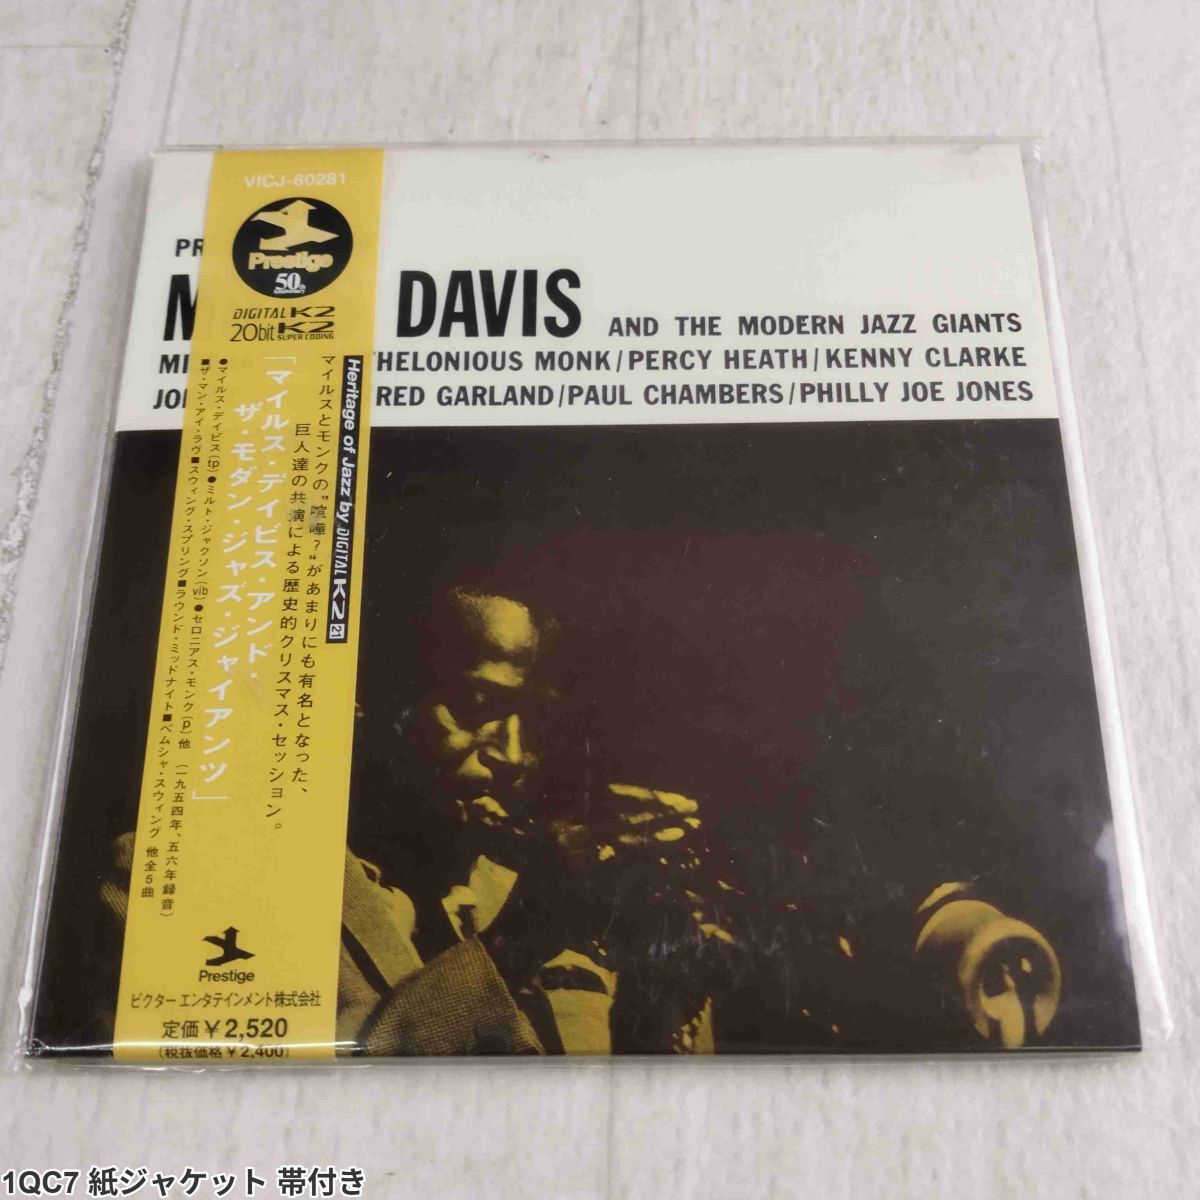 VICJ-60281
Prestige
50th
Anniversary
DIGITAL K2
20bit K2
SUPER CODING
PR
M DAVIS AND THE MODERN JAZZ GIANTS
MI THELONIOUS MONK/PERCY HEATH/KENNY CLARKE
JO RED GARLAND/PAUL CHAMBERS/PHILLY JOE JONES
Heritage of Jazz by DIGITAL K2 21
マイルスとモンクの"喧嘩?"があまりにも有名となった、
巨人達の共演による歴史的クリスマス・セッション。
「マイルス・デイビス・アンド・
ザ・モダン・ジャズ・ジャイアンツ」
●マイルス・デイビス(tp)●ミルト・ジャクソン(vib)●セロニアス・モンク(p)他 (一九五四年、五六年録音)
■ザ・マン・アイ・ラヴ■スウィング・スプリング■ラウンド・ミッドナイト■ベムシャ・スウィング 他全5曲
Prestige
ビクターエンタテインメント株式会社
定価¥2,520
(税抜価格¥2,400)
1QC7 紙ジャケット 帯付き